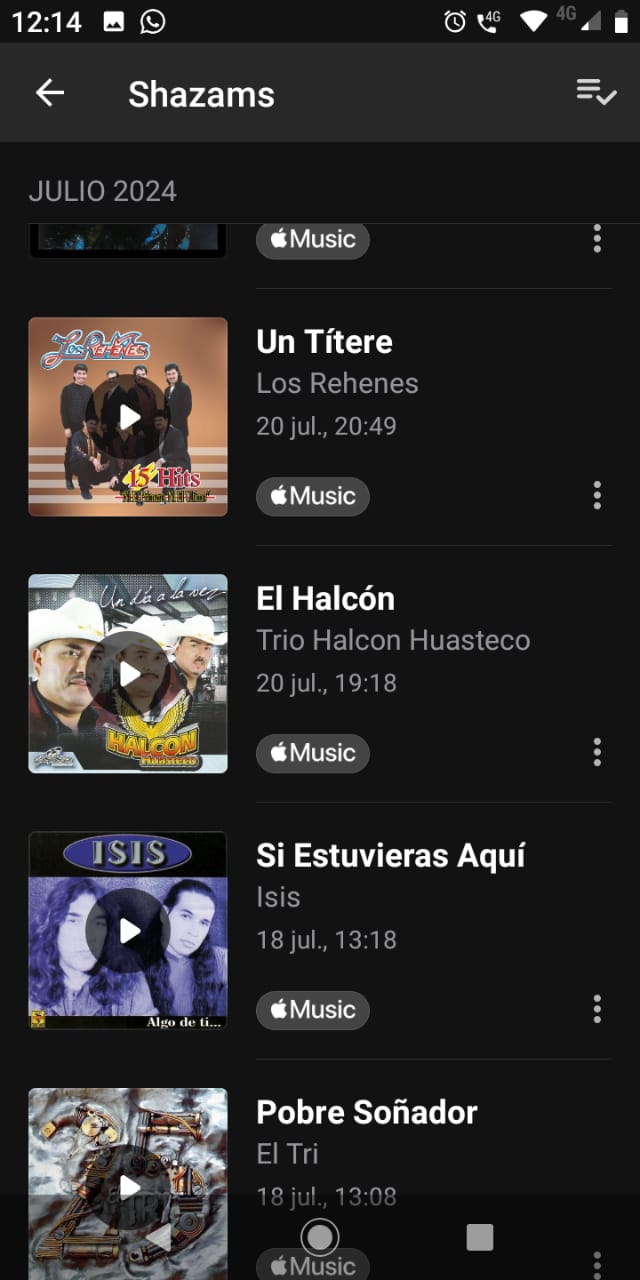 12:14
4G
4G
Shazams
JULIO 2024
Music
Los Rehenes
15 Hits
Un Títere
Los Rehenes
20 jul., 20:49
Music
Un día a la vez
HALCON
Huasteco
El Halcón
Trio Halcon Huasteco
20 jul., 19:18
Music
ISIS
Algo de ti...
Si Estuvieras Aquí
Isis
18 jul., 13:18
Music
Pobre Soñador
El Tri
18 jul., 13:08
Music